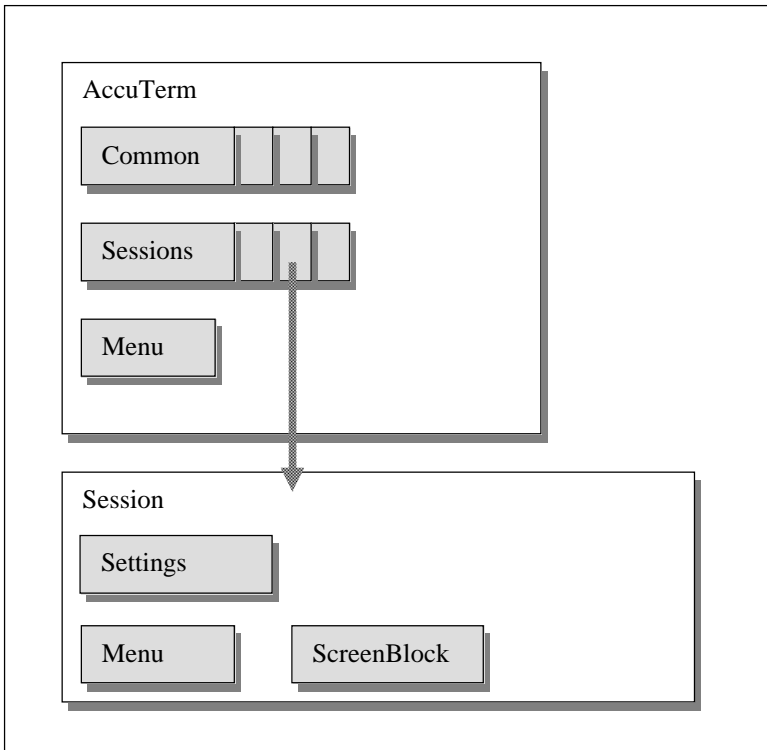 AccuTerm
Common
Sessions
Menu
Session
Settings
Menu
ScreenBlock